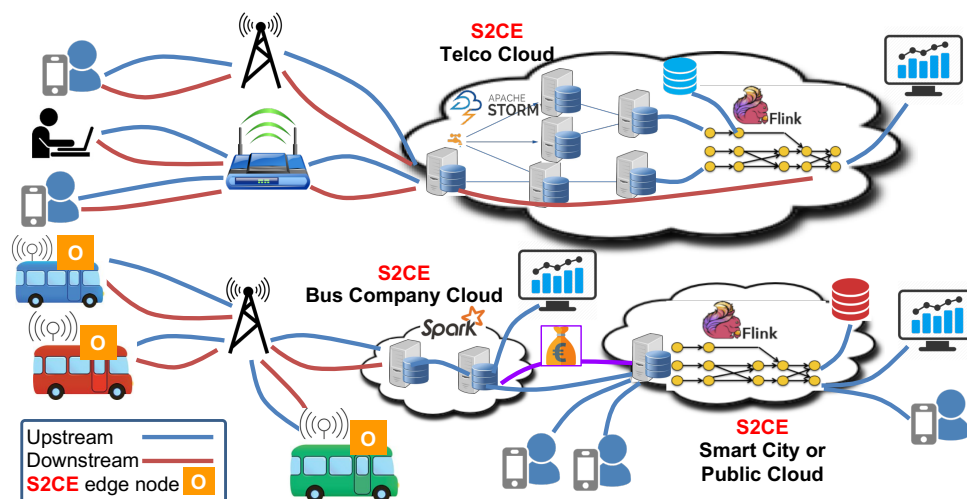 S2CE
Telco Cloud
APACHE
STORM
Flink
O
O
S2CE
Bus Company Cloud
Spark
€
Flink
O
S2CE
Smart City or
Public Cloud
Upstream
Downstream
S2CE edge node O